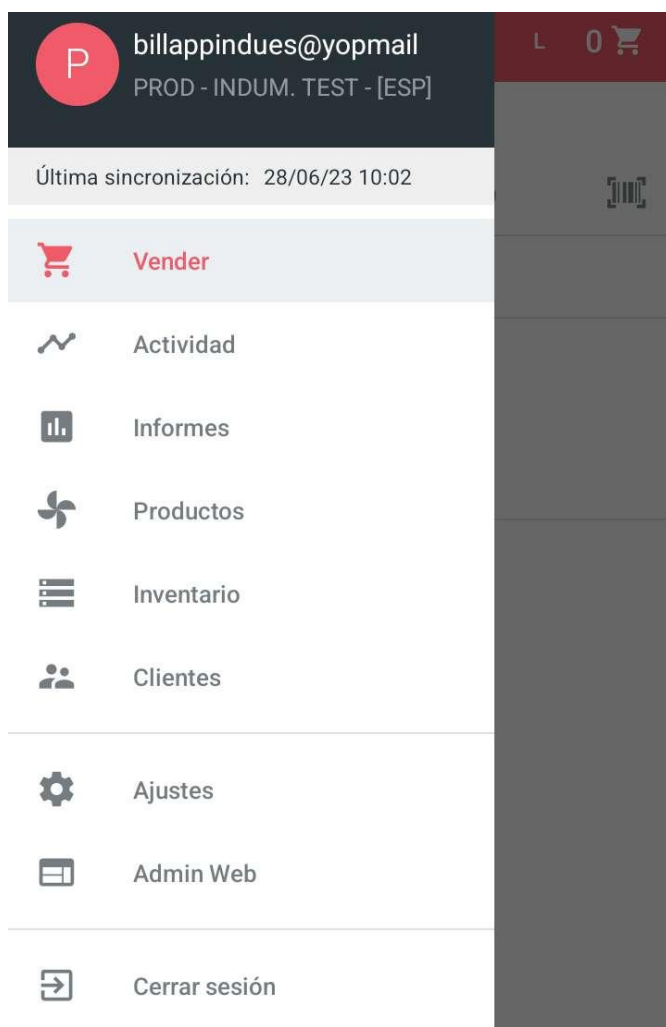 P
billappindues@yopmail
PROD - INDUM. TEST - [ESP]
L
0
Última sincronización: 28/06/23 10:02
Vender
Actividad
Informes
Productos
Inventario
Clientes
Ajustes
Admin Web
Cerrar sesión